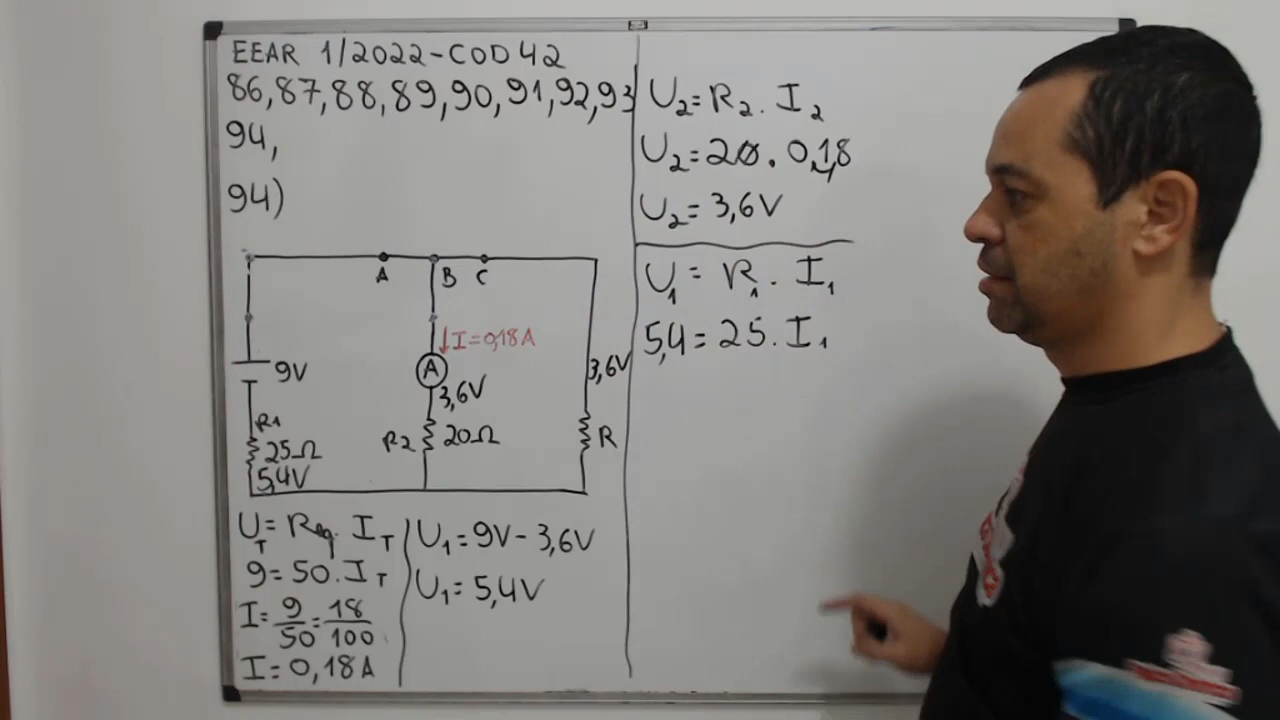 EEAR 1/2022-COD 42
86,87,88,89,90,91,92,93
94,
94)
A B C
I=0,18A
9V
A
3,6V
3,6V
R1
25Ω
5,4V
R2 20Ω
R
U_T = Req. I_T
9=50.I_T
I=9/50=18/100
I=0,18A
U₁=9V-3,6V
U₁=5,4V
U₂=R₂.I₂
U₂=20.0,18
U₂=3,6V
U₁=R₁.I₁
5,4=25.I₁